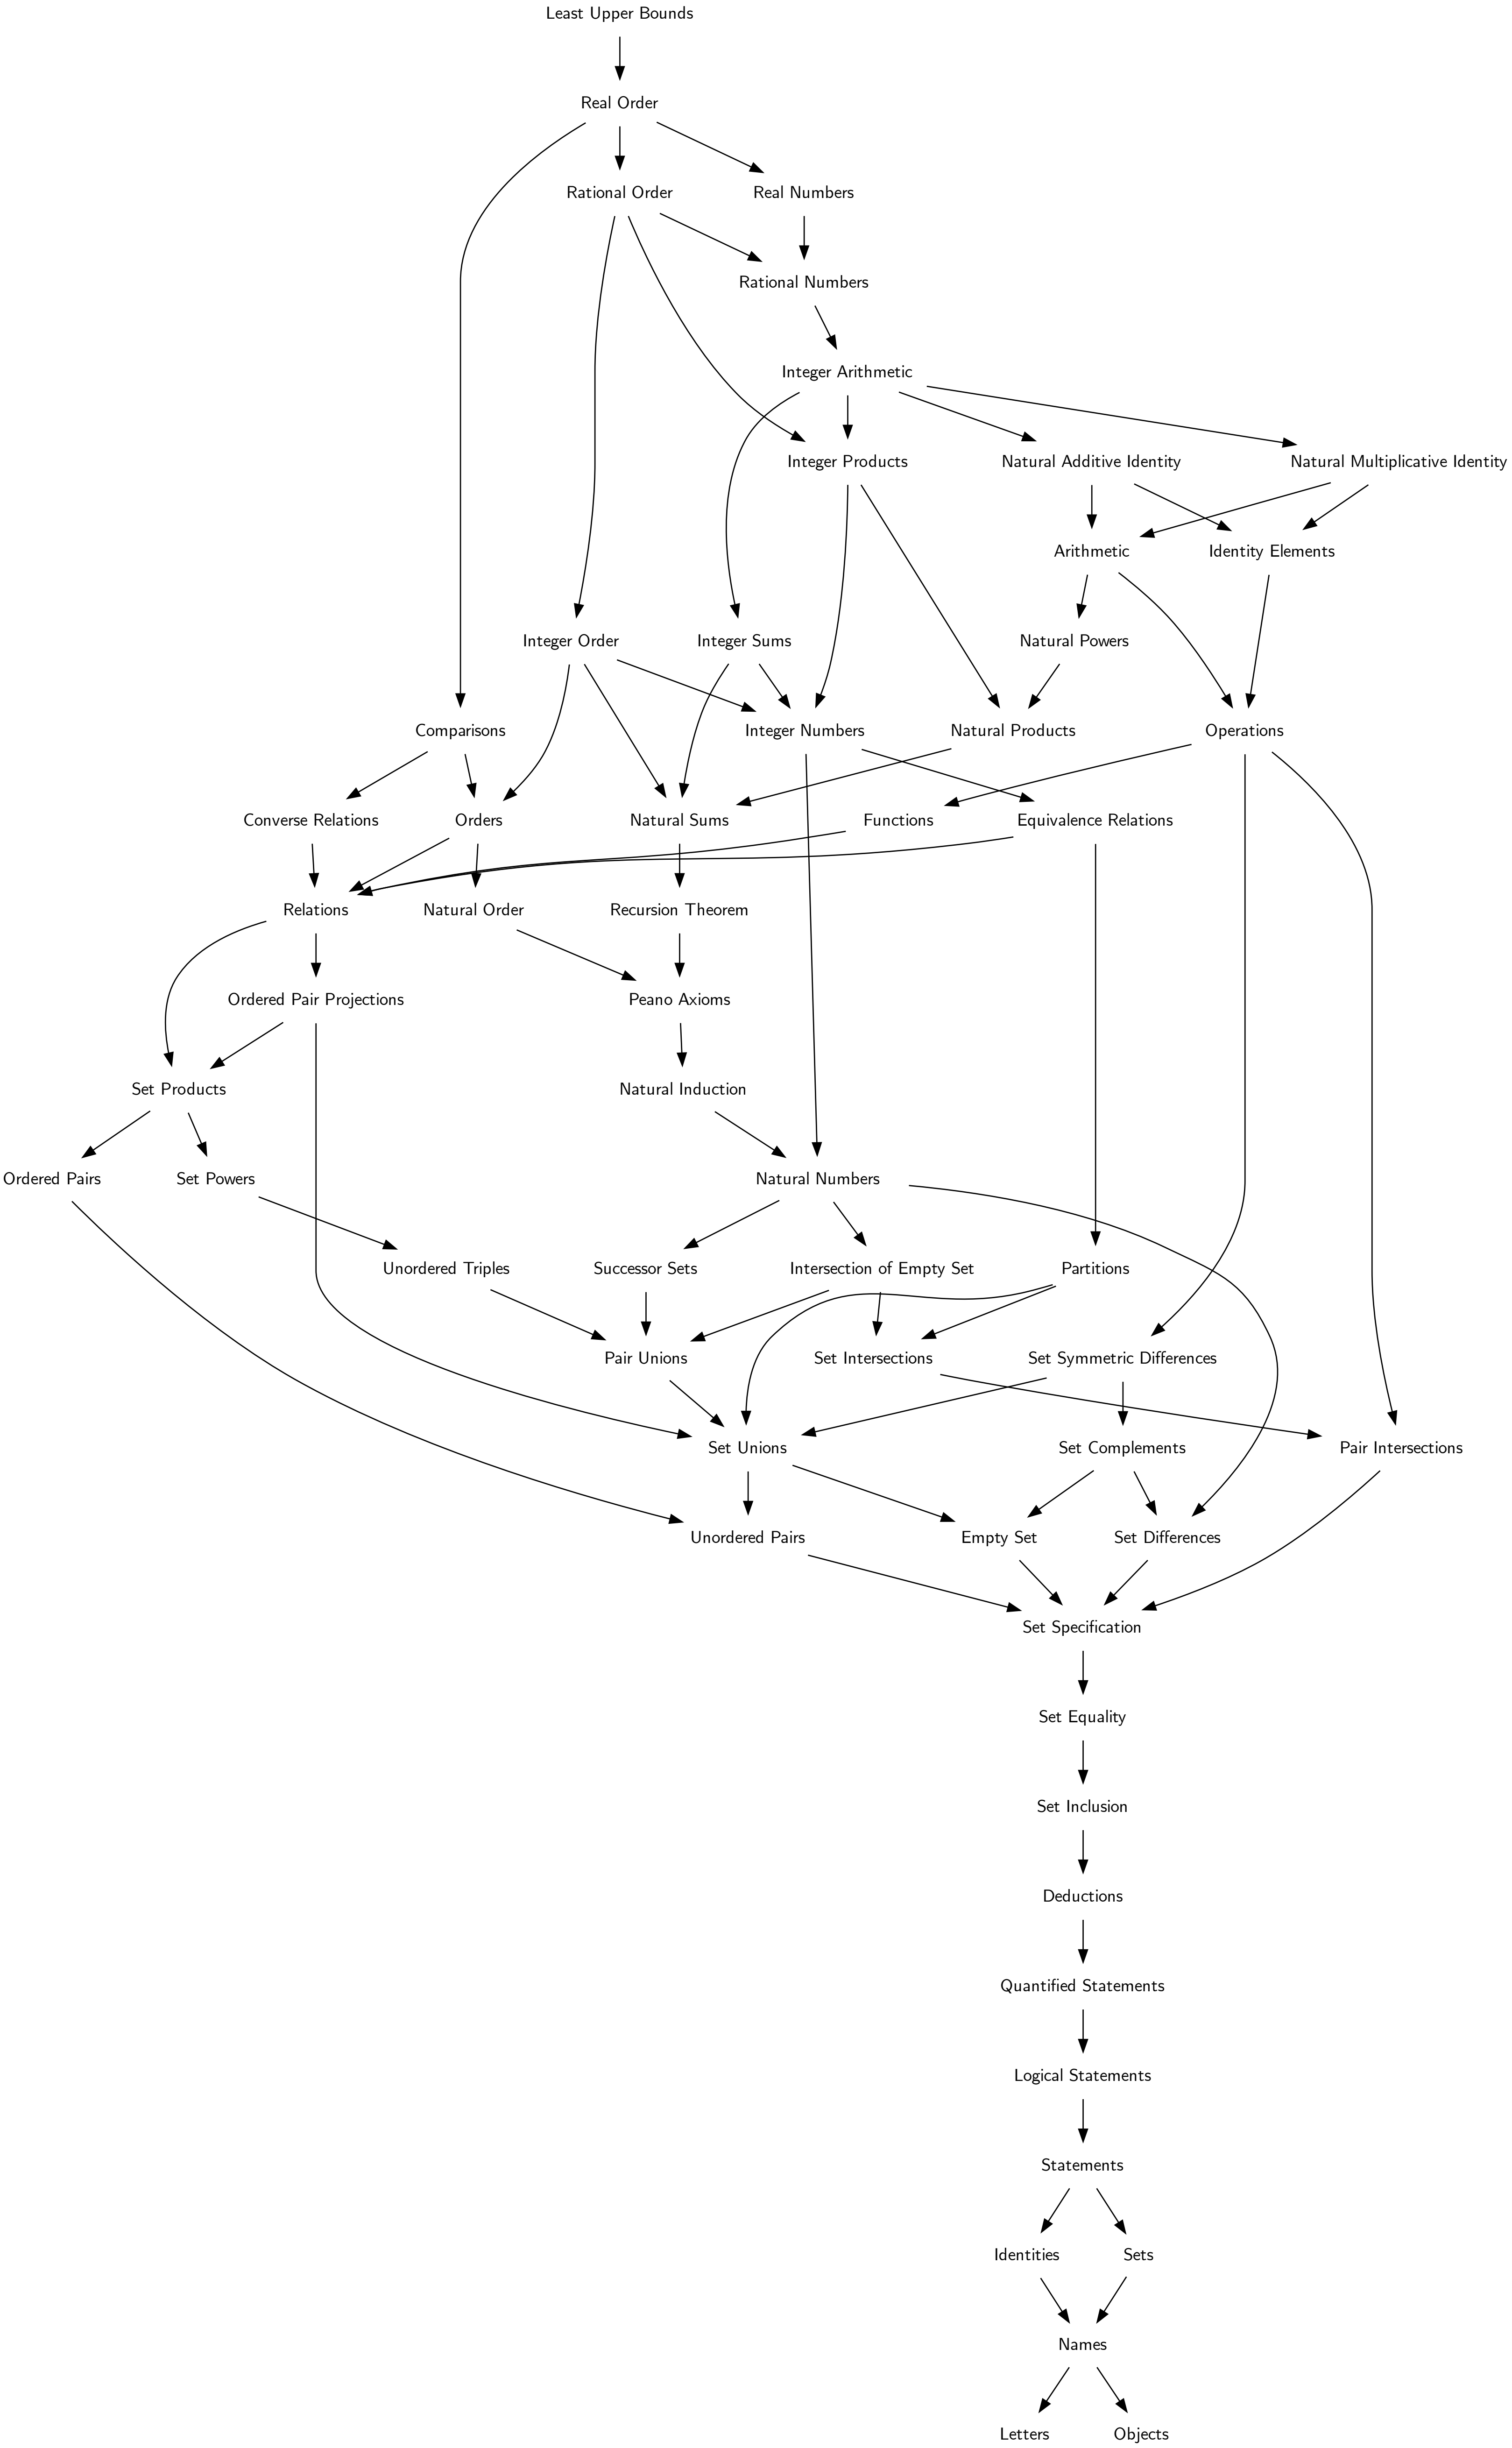 Least Upper Bounds
Real Order
Rational Order
Real Numbers
Rational Numbers
Integer Arithmetic
Integer Products
Natural Additive Identity
Natural Multiplicative Identity
Arithmetic
Identity Elements
Integer Order
Integer Sums
Natural Powers
Comparisons
Integer Numbers
Natural Products
Operations
Converse Relations
Orders
Natural Sums
Functions
Equivalence Relations
Relations
Natural Order
Recursion Theorem
Ordered Pair Projections
Peano Axioms
Set Products
Natural Induction
Ordered Pairs
Set Powers
Natural Numbers
Unordered Triples
Successor Sets
Intersection of Empty Set
Partitions
Pair Unions
Set Intersections
Set Symmetric Differences
Set Unions
Set Complements
Pair Intersections
Unordered Pairs
Empty Set
Set Differences
Set Specification
Set Equality
Set Inclusion
Deductions
Quantified Statements
Logical Statements
Statements
Identities
Sets
Names
Letters
Objects